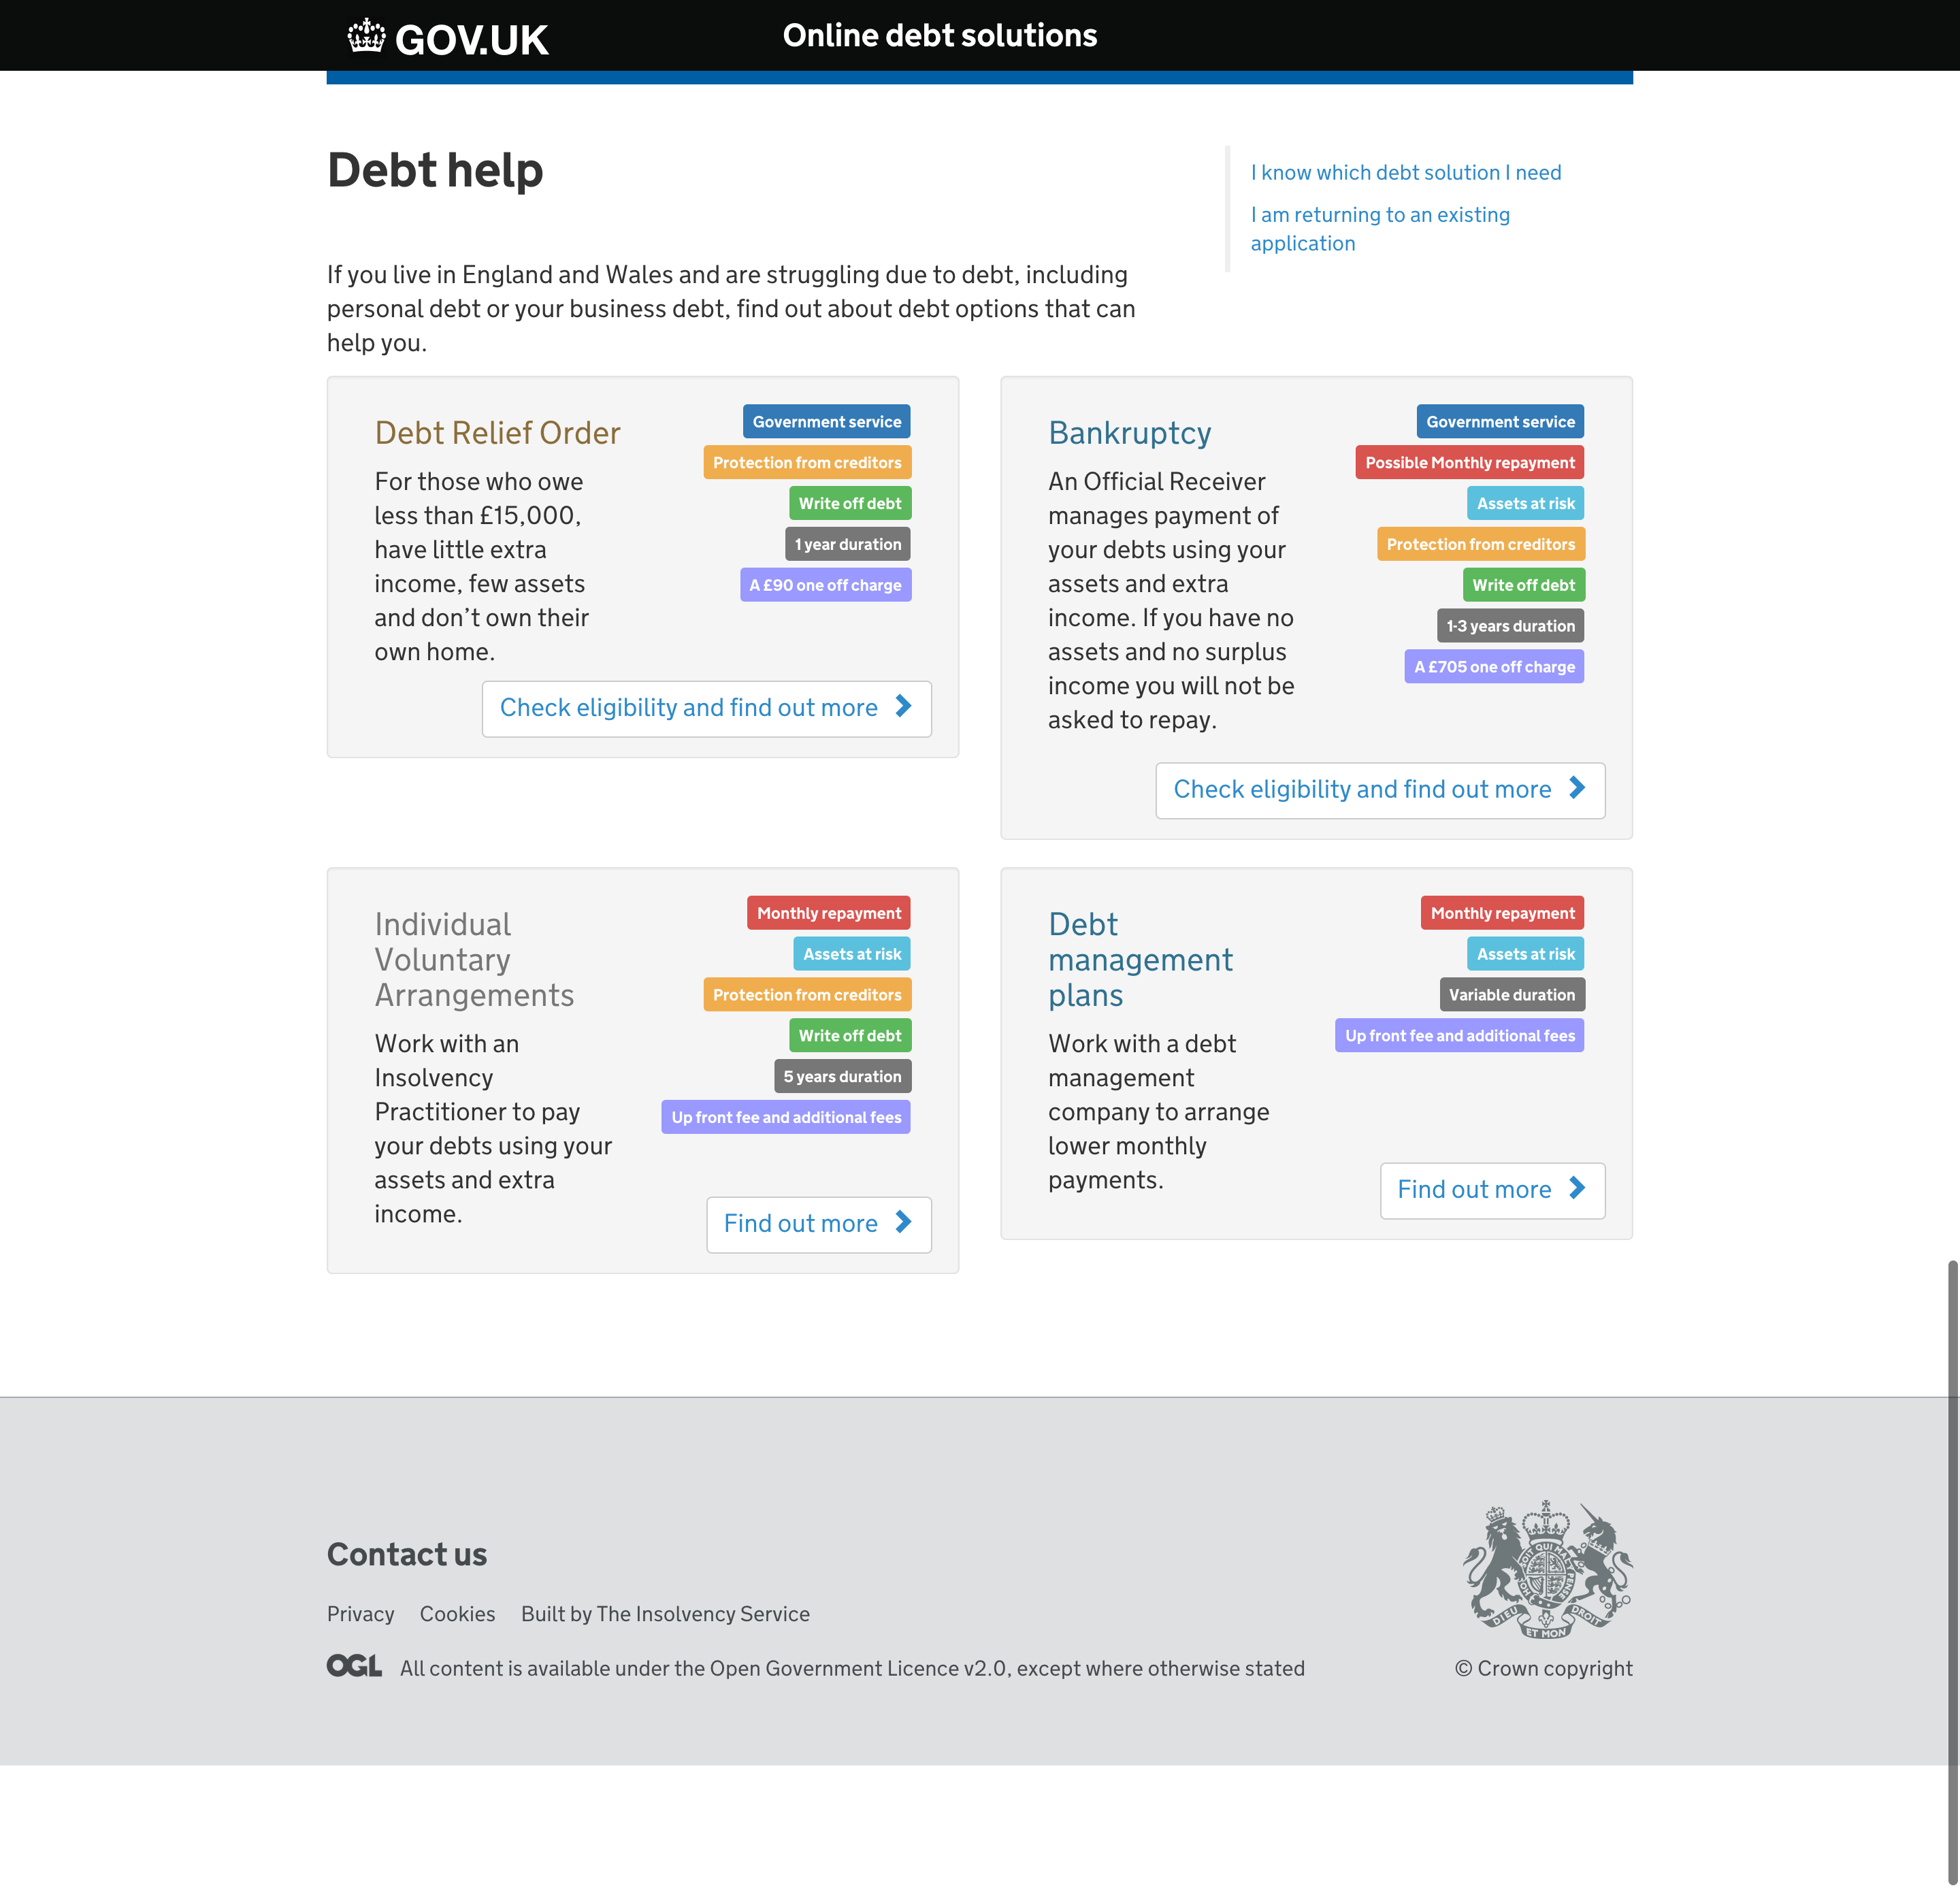 GOV.UK
Online debt solutions
Debt help
I know which debt solution I need
I am returning to an existing
application
If you live in England and Wales and are struggling due to debt, including
personal debt or your business debt, find out about debt options that can
help you.
Debt Relief Order
For those who owe
less than £15,000,
have little extra
income, few assets
and don’t own their
own home.
Government service
Protection from creditors
Write off debt
1 year duration
A £90 one off charge
Check eligibility and find out more
Bankruptcy
An Official Receiver
manages payment of
your debts using your
assets and extra
income. If you have no
assets and no surplus
income you will not be
asked to repay.
Government service
Possible Monthly repayment
Assets at risk
Protection from creditors
Write off debt
1-3 years duration
A £705 one off charge
Check eligibility and find out more
Individual
Voluntary
Arrangements
Work with an
Insolvency
Practitioner to pay
your debts using your
assets and extra
income.
Monthly repayment
Assets at risk
Protection from creditors
Write off debt
5 years duration
Up front fee and additional fees
Find out more
Debt
management
plans
Work with a debt
management
company to arrange
lower monthly
payments.
Monthly repayment
Assets at risk
Variable duration
Up front fee and additional fees
Find out more
Contact us
Privacy Cookies Built by The Insolvency Service
OGL All content is available under the Open Government Licence v2.0, except where otherwise stated
DIEU ET MON DROIT
© Crown copyright